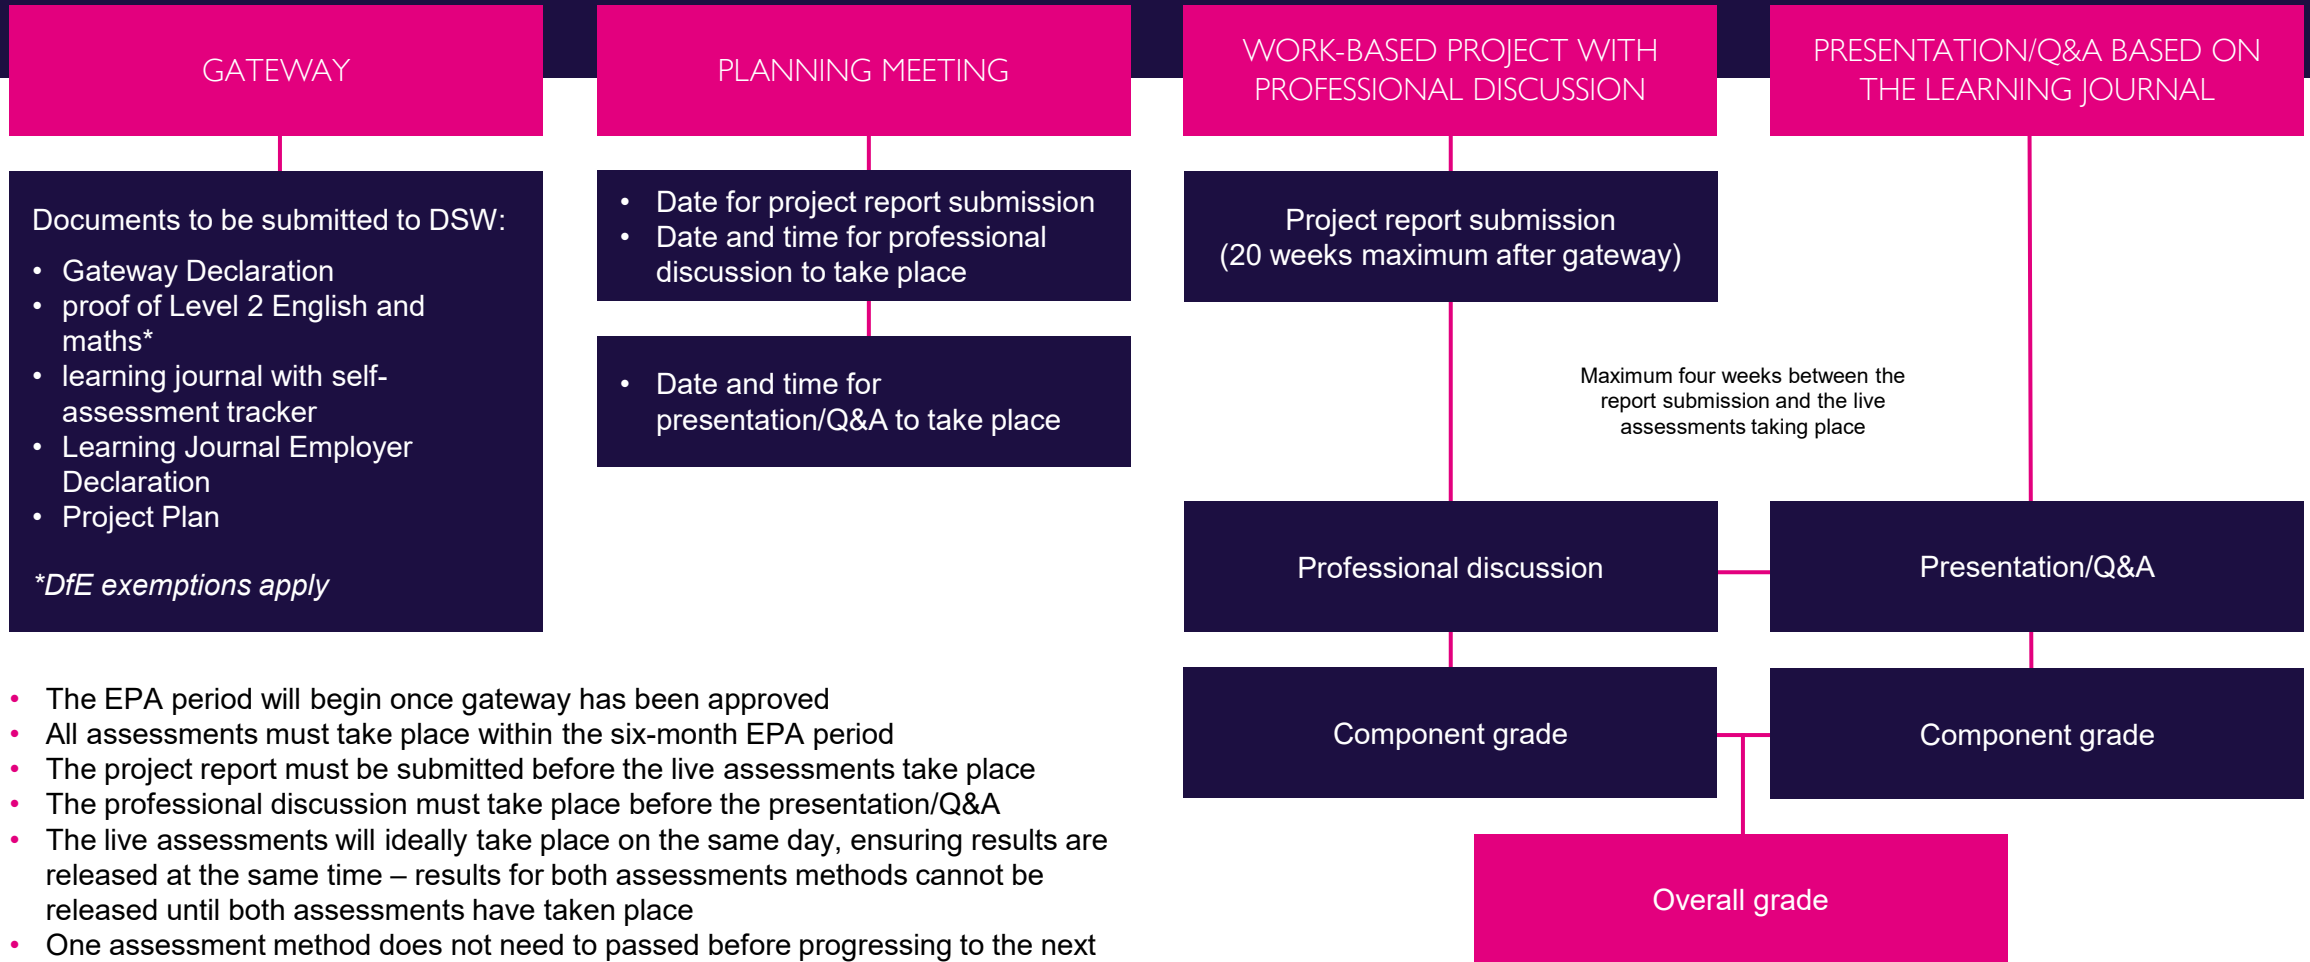 GATEWAY
Documents to be submitted to DSW:
• Gateway Declaration
• proof of Level 2 English and
maths*
• learning journal with self-
assessment tracker
• Learning Journal Employer
Declaration
• Project Plan
*DfE exemptions apply
PLANNING MEETING
• Date for project report submission
• Date and time for professional
discussion to take place
• Date and time for
presentation/Q&A to take place
WORK-BASED PROJECT WITH
PROFESSIONAL DISCUSSION
Project report submission
(20 weeks maximum after gateway)
Maximum four weeks between the
report submission and the live
assessments taking place
Professional discussion
Component grade
PRESENTATION/Q&A BASED ON
THE LEARNING JOURNAL
Presentation/Q&A
Component grade
Overall grade
• The EPA period will begin once gateway has been approved
• All assessments must take place within the six-month EPA period
• The project report must be submitted before the live assessments take place
• The professional discussion must take place before the presentation/Q&A
• The live assessments will ideally take place on the same day, ensuring results are
released at the same time – results for both assessments methods cannot be
released until both assessments have taken place
• One assessment method does not need to passed before progressing to the next